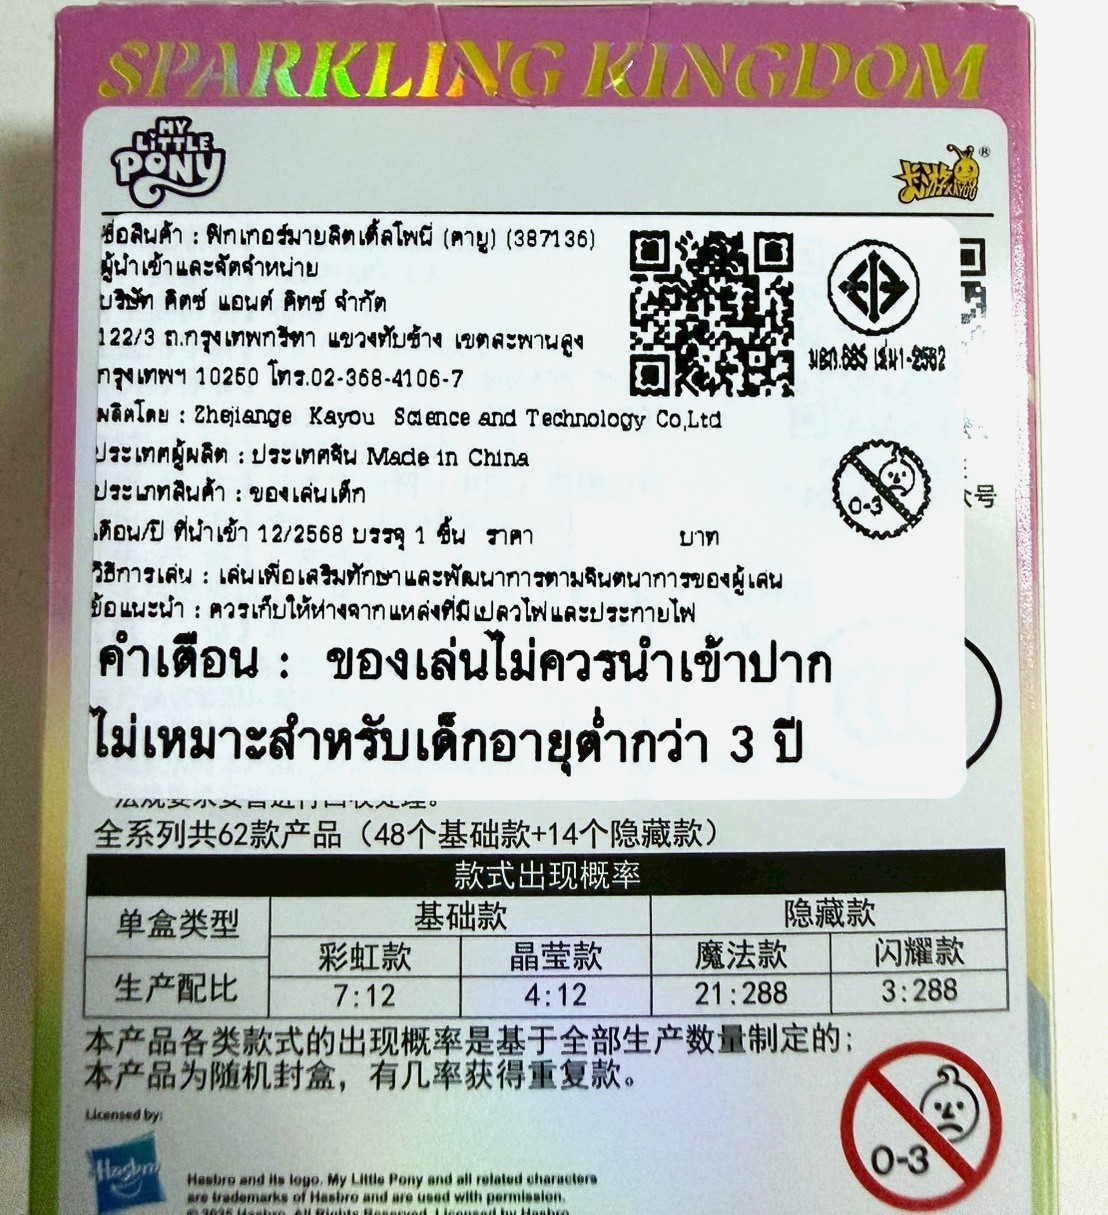 SPARKLING KINGDOM
MY LITTLE PONY
卡游 KAYOU ®
ชื่อสินค้า : ฟิกเกอร์มายลิตเติ้ลโพนี่ (คายู) (387136)
ผู้นำเข้าและจัดจำหน่าย
บริษัท คิตซ์ แอนด์ คิตซ์ จำกัด
122/3 ถ.กรุงเทพกรีฑา แขวงทับช้าง เขตสะพานสูง
กรุงเทพฯ 10250 โทร.02-368-4106-7
มอก.685 เล่ม1-2562
ผลิตโดย : Zhejiange Kayou Science and Technology Co,Ltd
ประเทศผู้ผลิต : ประเทศจีน Made in China
ประเภทสินค้า : ของเล่นเด็ก
0-3
号
เดือน/ปี ที่นำเข้า 12/2568 บรรจุ 1 ชิ้น ราคา บาท
วิธีการเล่น : เล่นเพื่อเสริมทักษาและพัฒนาการตามจินตนาการของผู้เล่น
ข้อแนะนำ : ควรเก็บให้ห่างจากแหล่งที่มีเปลวไฟและประกายไฟ
คำเตือน : ของเล่นไม่ควรนำเข้าปาก
ไม่เหมาะสำหรับเด็กอายุต่ำกว่า 3 ปี
全系列共62款产品（48个基础款+14个隐藏款）
款式出现概率
单盒类型 基础款 隐藏款
彩虹款 晶莹款 魔法款 闪耀款
生产配比 7:12 4:12 21:288 3:288
本产品各类款式的出现概率是基于全部生产数量制定的；
本产品为随机封盒，有几率获得重复款。
0-3
Licensed by:
Hasbro
Hasbro and its logo. My Little Pony and all related characters
are trademarks of Hasbro and are used with permission.
Hasbro. All Rights Reserved. Licensed by Hasbro.